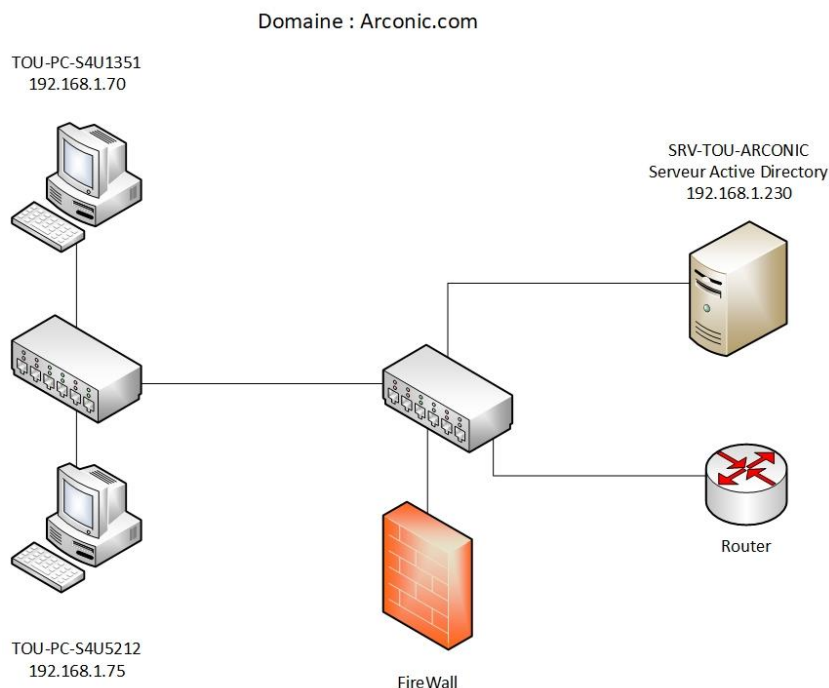 Domaine : Arconic.com
TOU-PC-S4U1351
192.168.1.70
SRV-TOU-ARCONIC
Serveur Active Directory
192.168.1.230
Router
TOU-PC-S4U5212
192.168.1.75
FireWall